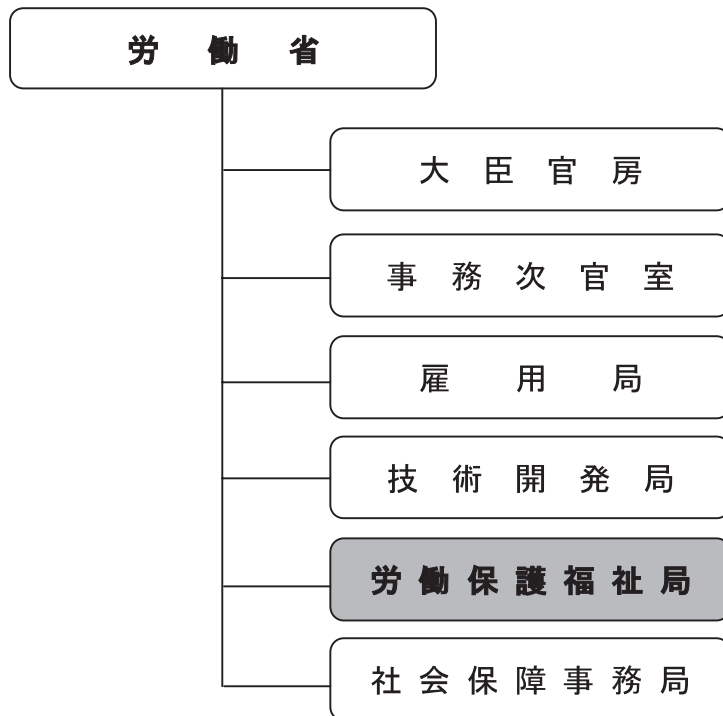 労働省
大臣官房
事務次官室
雇用局
技術開発局
労働保護福祉局
社会保障事務局